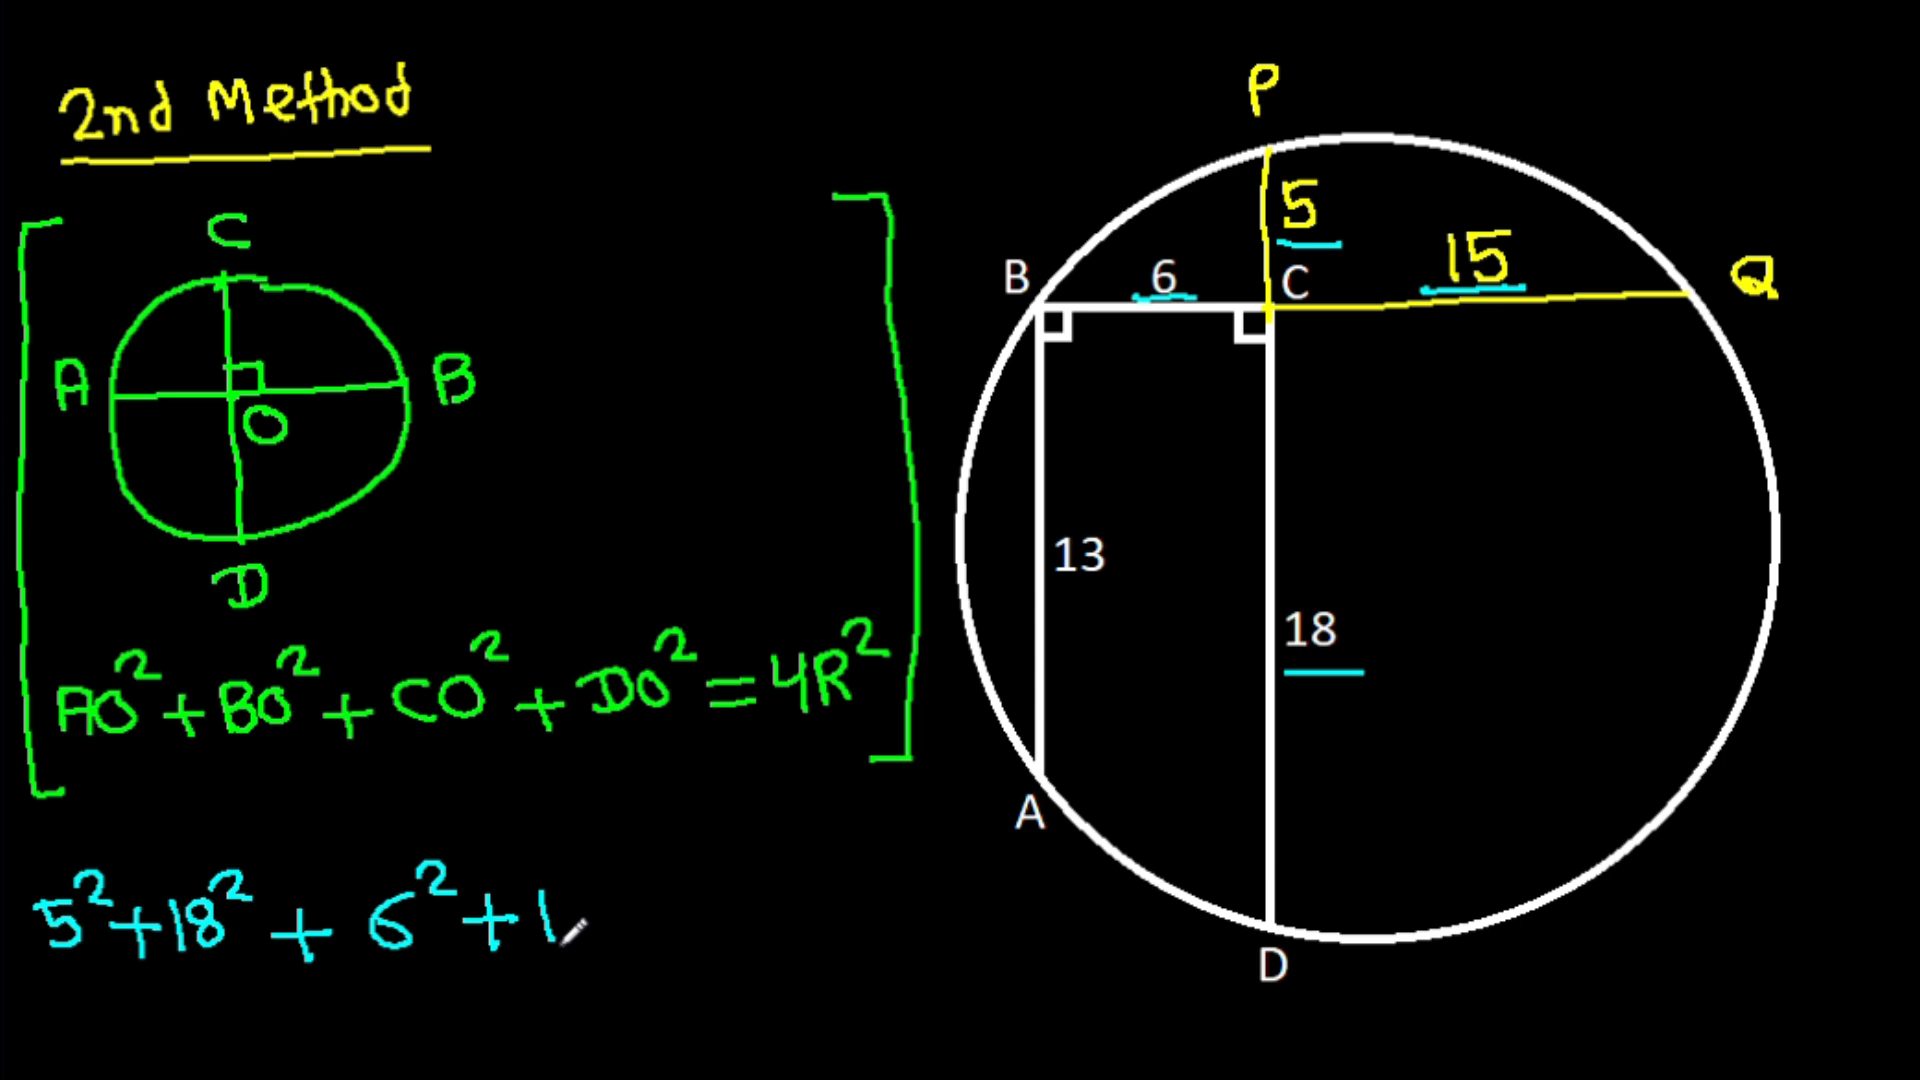 2nd Method
C
A
B
O
D
AO²+BO²+CO²+DO²=4R²
5²+18²+6²+1
P
5
15
B
6
C
Q
13
18
A
D